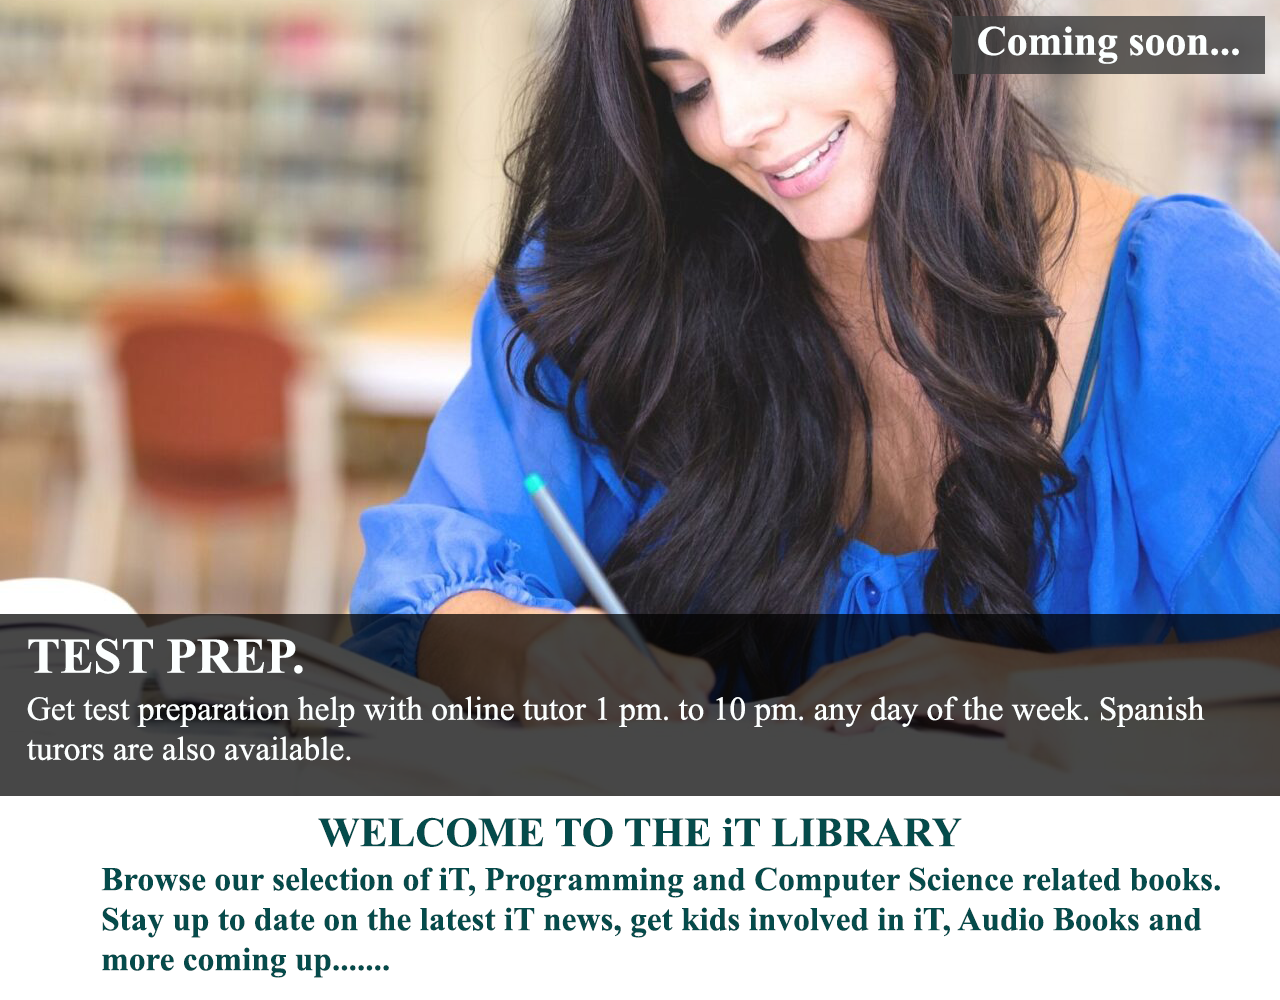 Coming soon...
TEST PREP.
Get test preparation help with online tutor 1 pm. to 10 pm. any day of the week. Spanish
turors are also available.
WELCOME TO THE iT LIBRARY
Browse our selection of iT, Programming and Computer Science related books.
Stay up to date on the latest iT news, get kids involved in iT, Audio Books and
more coming up.......